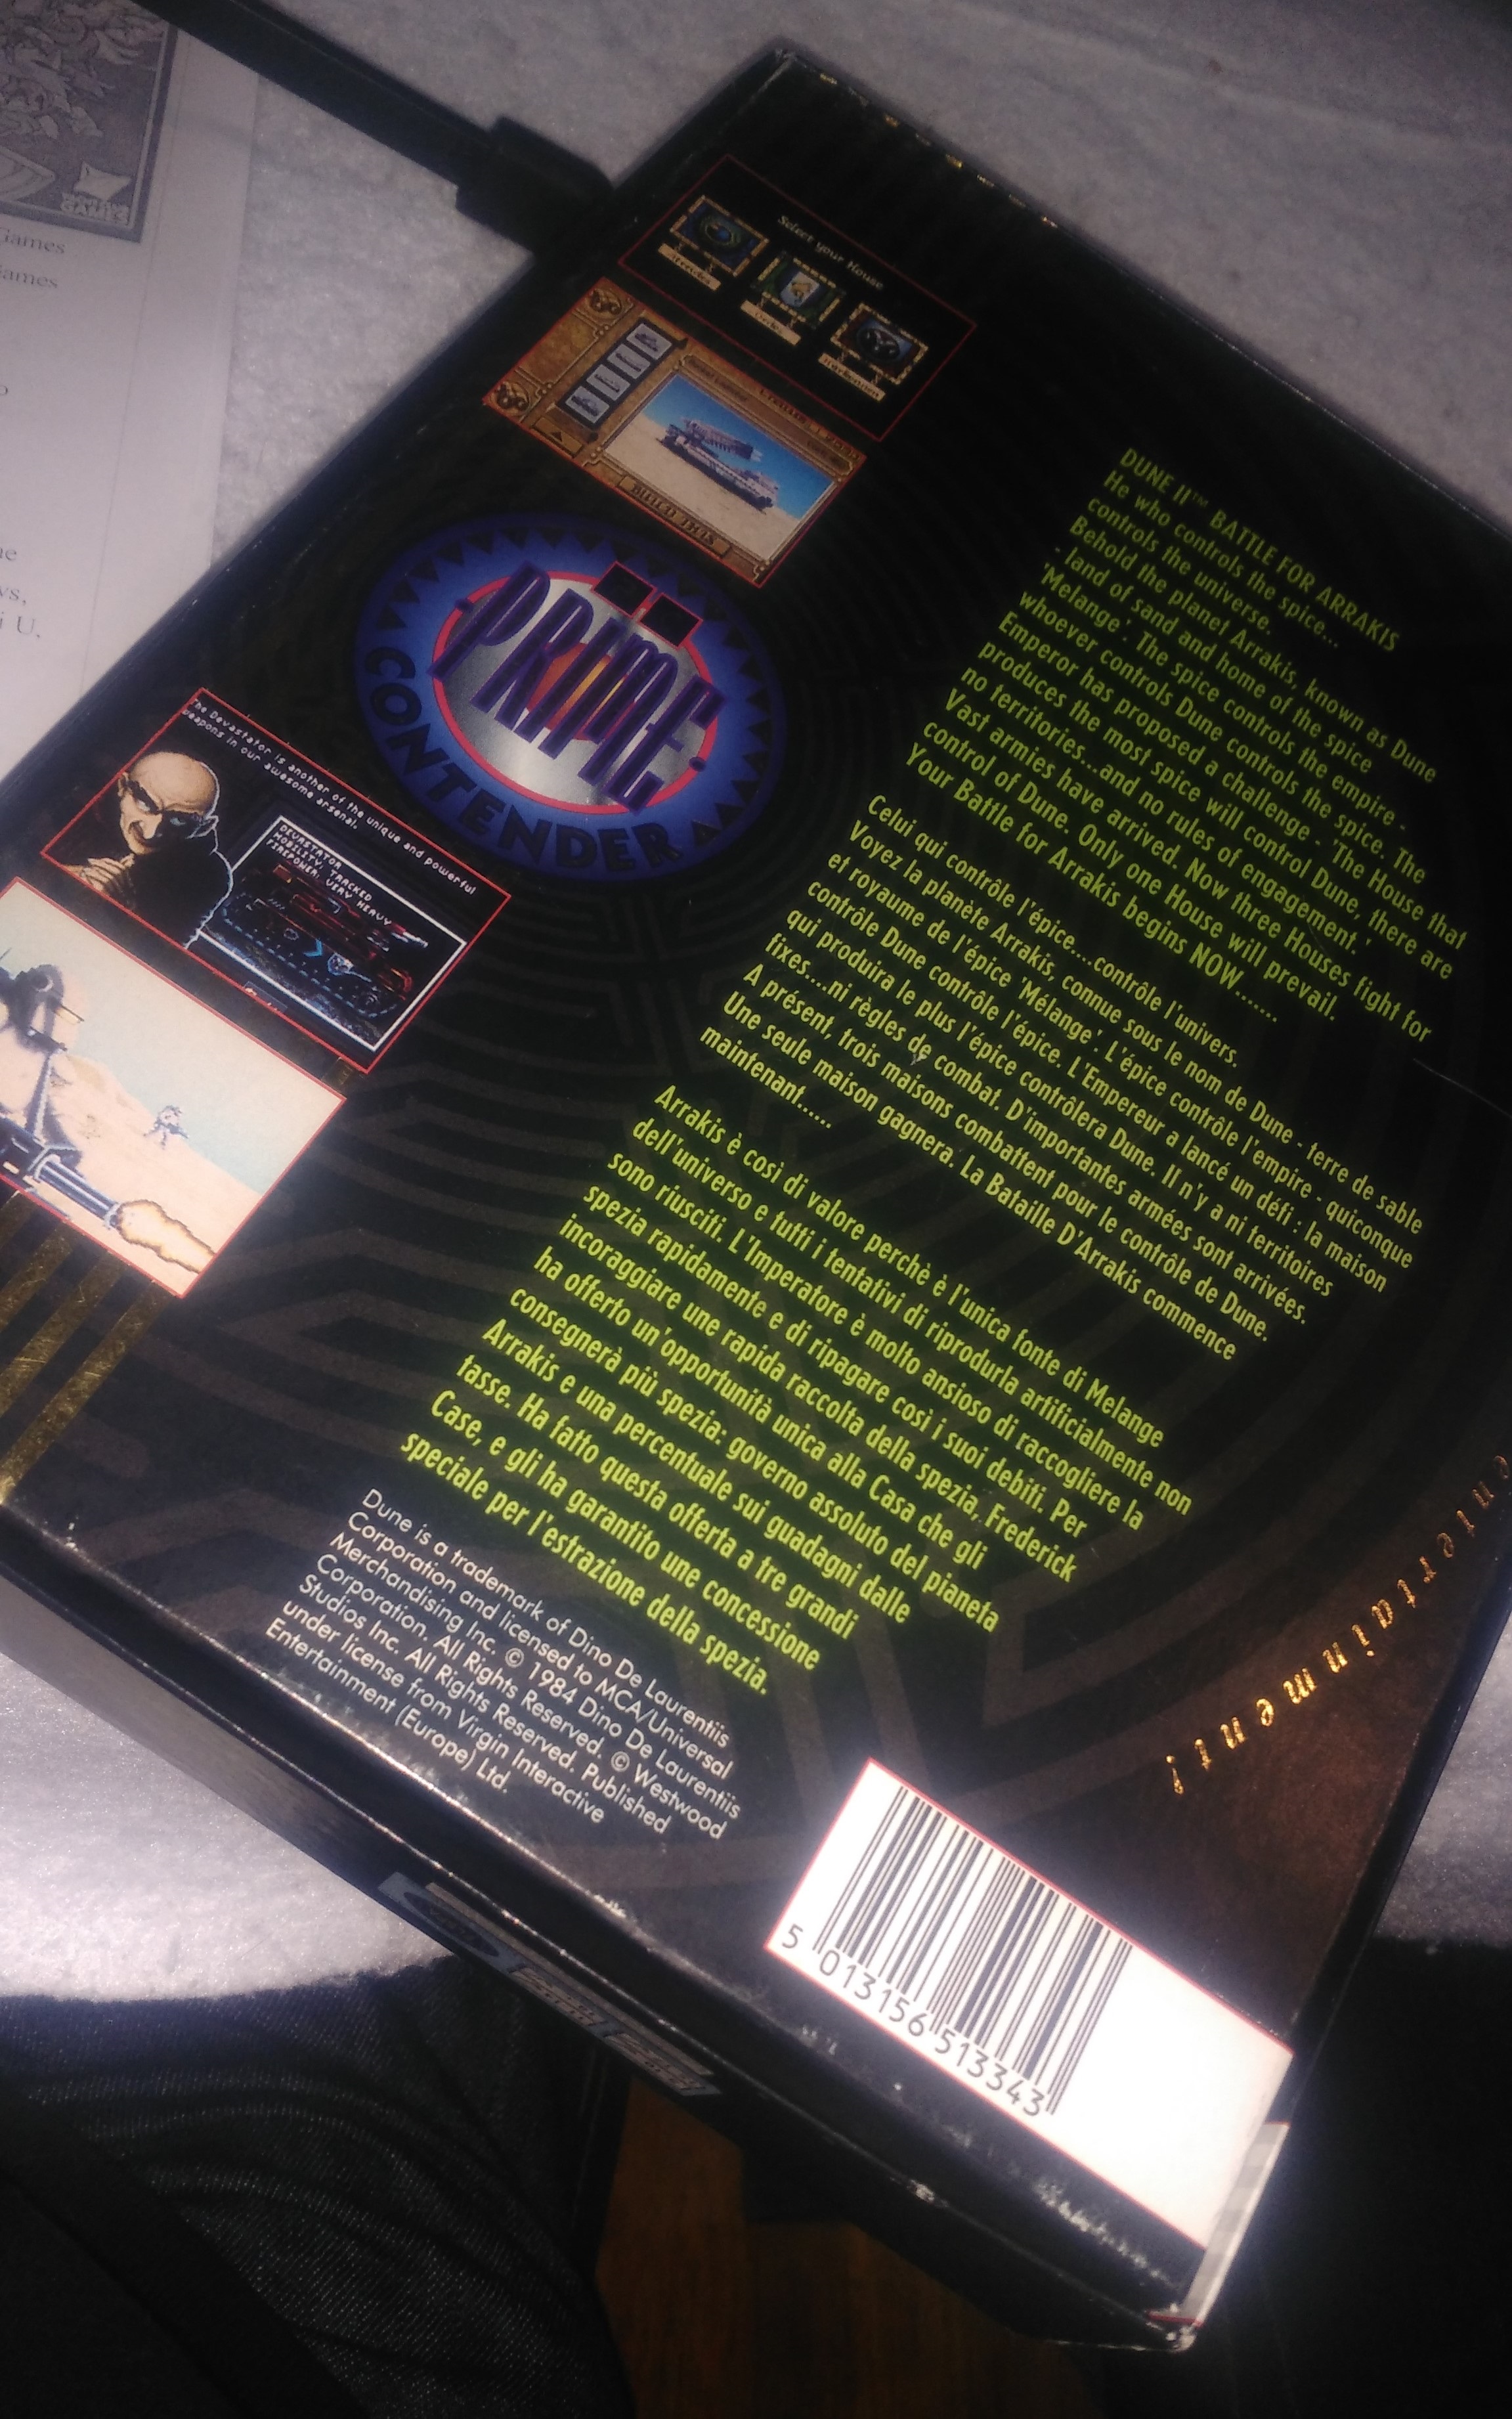 Games
ames
GAMES
ne
vs,
i U.
Select your House
Atreides
Ordos
Harkonnen
BUILD THIS
PRIME
CONTENDER
The Devastator is another of the unique and powerful
weapons in our awesome arsenal.
DEVASTATOR
MOBILITY: TRACKED
FIREPOWER: VERY HEAVY
DUNE II™ BATTLE FOR ARRAKIS
He who controls the spice...
controls the universe.
Behold the planet Arrakis, known as Dune
- land of sand and home of the spice
'Melange'. The spice controls the empire -
whoever controls Dune controls the spice. The
Emperor has proposed a challenge - 'The House that
produces the most spice will control Dune, there are
no territories...and no rules of engagement.'
Vast armies have arrived. Now three Houses fight for
control of Dune. Only one House will prevail.
Your Battle for Arrakis begins NOW......
Celui qui contrôle l'épice....contrôle l'univers.
Voyez la planète Arrakis, connue sous le nom de Dune - terre de sable
et royaume de l'épice 'Mélange'. L'épice contrôle l'empire - quiconque
contrôle Dune contrôle l'épice. L'Empereur a lancé un défi : la maison
qui produira le plus l'épice contrôlera Dune. Il n'y a ni territoires
fixes....ni règles de combat. D'importantes armées sont arrivées.
A présent, trois maisons combattent pour le contrôle de Dune.
Une seule maison gagnera. La Bataille D'Arrakis commence
maintenant.....
Arrakis è così di valore perchè è l'unica fonte di Melange
dell'universo e tutti i tentativi di riprodurla artificialmente non
sono riusciti. L'Imperatore è molto ansioso di raccogliere la
spezia rapidamente e di ripagare così i suoi debiti. Per
incoraggiare una rapida raccolta della spezia, Frederick
ha offerto un'opportunità unica alla Casa che gli
consegnerà più spezia: governo assoluto del pianeta
Arrakis e una percentuale sui guadagni dalle
tasse. Ha fatto questa offerta a tre grandi
Case, e gli ha garantito une concessione
speciale per l'estrazione della spezia.
Dune is a trademark of Dino De Laurentiis
Corporation and licensed to MCA/Universal
Merchandising Inc. © 1984 Dino De Laurentiis
Corporation. All Rights Reserved. © Westwood
Studios Inc. All Rights Reserved. Published
under license from Virgin Interactive
Entertainment (Europe) Ltd.
entertainment!
5 013156 513343